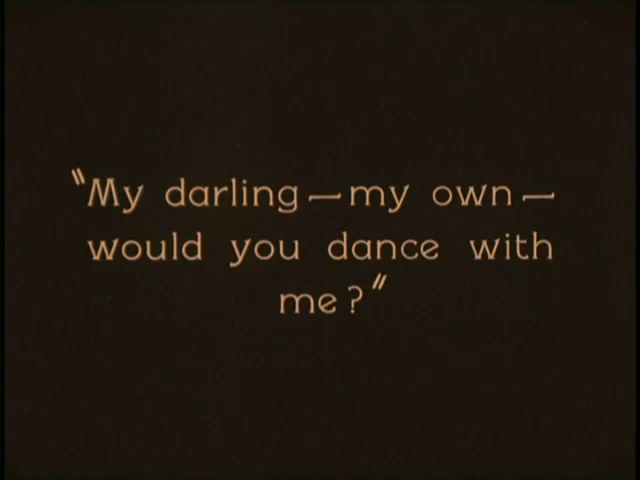 "My darling — my own —
would you dance with
me?"